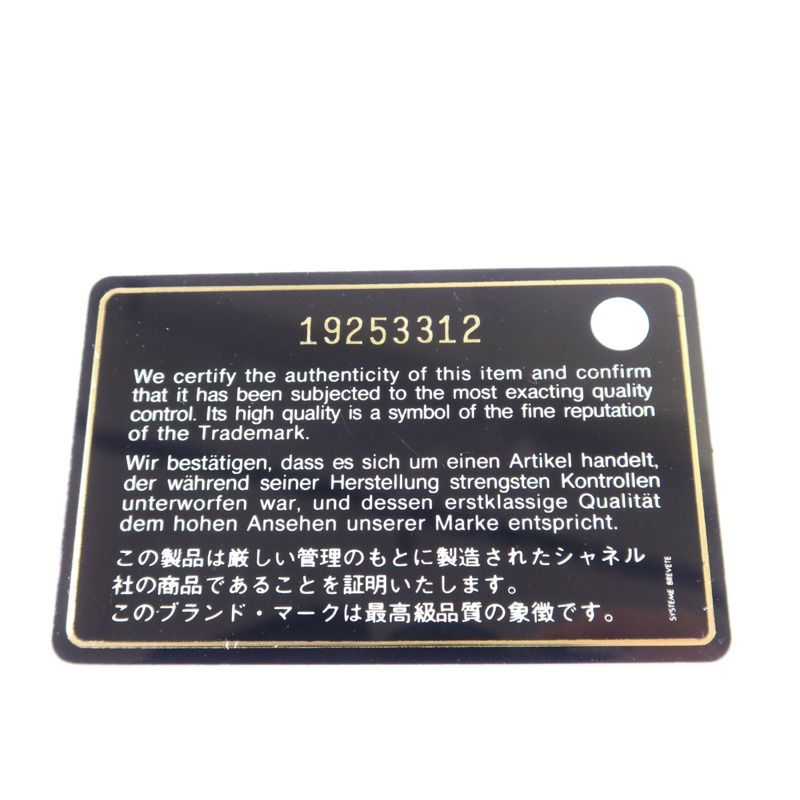 19253312
We certify the authenticity of this item and confirm
that it has been subjected to the most exacting quality
control. Its high quality is a symbol of the fine reputation
of the Trademark.
Wir bestätigen, dass es sich um einen Artikel handelt,
der während seiner Herstellung strengsten Kontrollen
unterworfen war, und dessen erstklassige Qualität
dem hohen Ansehen unserer Marke entspricht.
この製品は厳しい管理のもとに製造されたシャネル
社の商品であることを証明いたします。
このブランド・マークは最高級品質の象徴です。
SYSTEME BREVETE